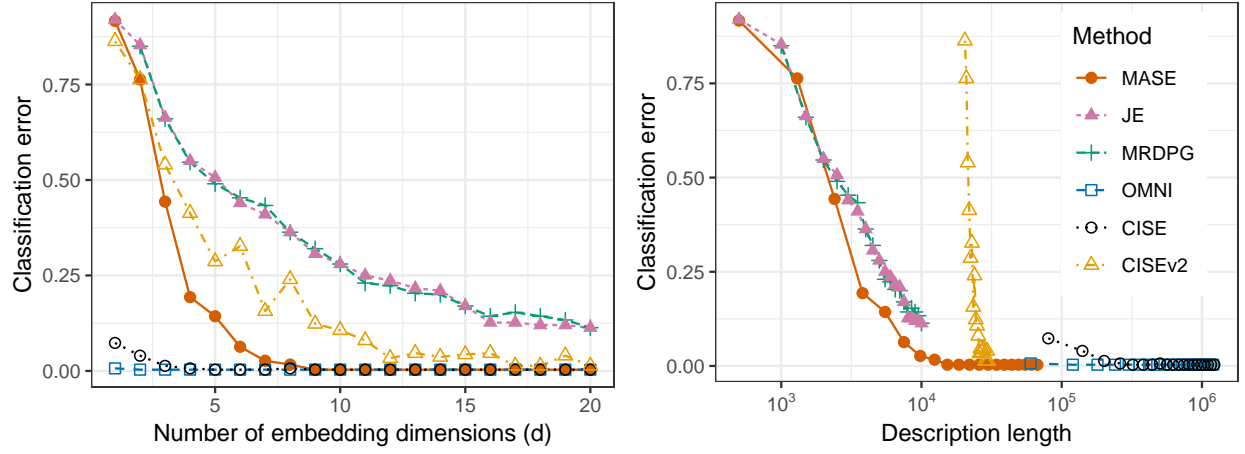 Classification error
0.75
0.50
0.25
0.00
5
10
15
20
Number of embedding dimensions (d)
Classification error
0.75
0.50
0.25
0.00
10³
10⁴
10⁵
10⁶
Description length
Method
MASE
JE
MRDPG
OMNI
CISE
CISEv2